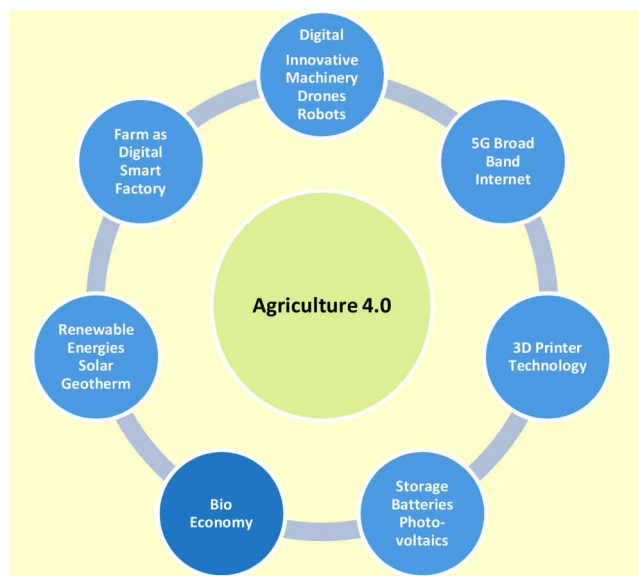 Digital
Innovative
Machinery
Drones
Robots
5G Broad
Band
Internet
3D Printer
Technology
Storage
Batteries
Photo-
voltaics
Bio
Economy
Renewable
Energies
Solar
Geotherm
Farm as
Digital
Smart
Factory
Agriculture 4.0